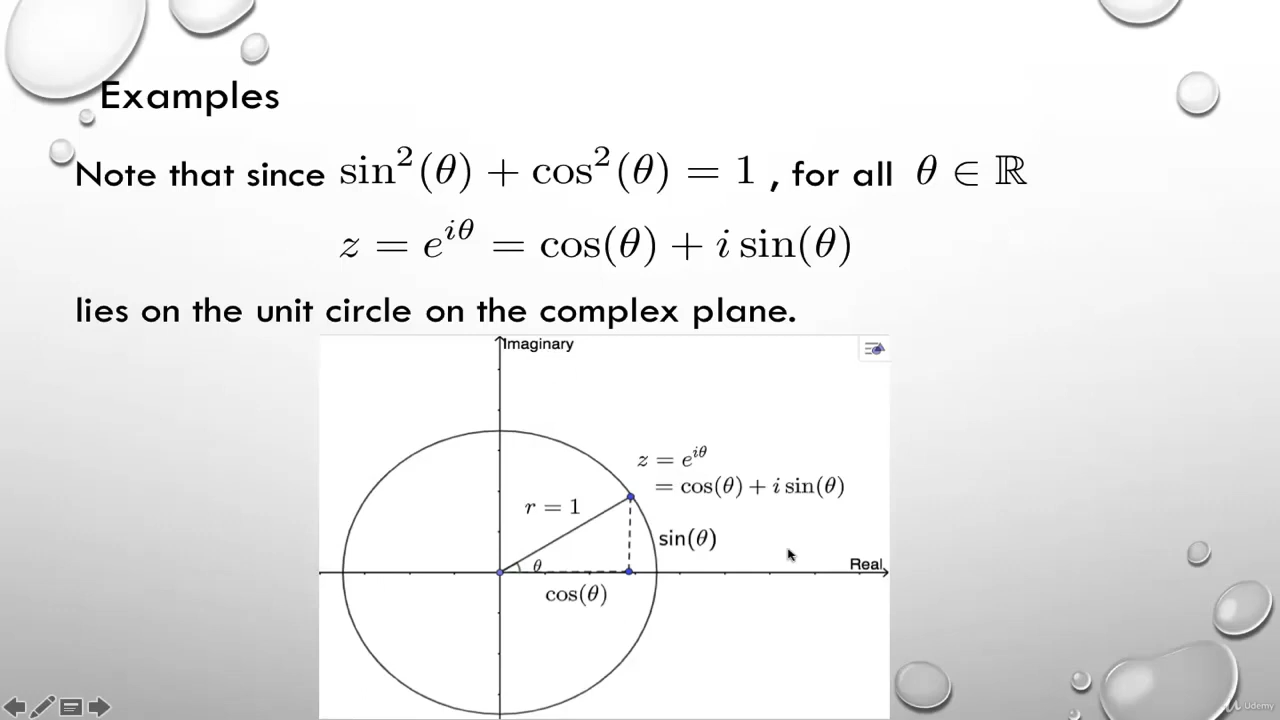 Examples
Note that since sin²(θ) + cos²(θ) = 1 , for all θ ∈ ℝ
z = e^{iθ} = cos(θ) + i sin(θ)
lies on the unit circle on the complex plane.
Imaginary
z = e^{iθ}
= cos(θ) + i sin(θ)
r = 1
sin(θ)
θ
Real
cos(θ)
Udemy